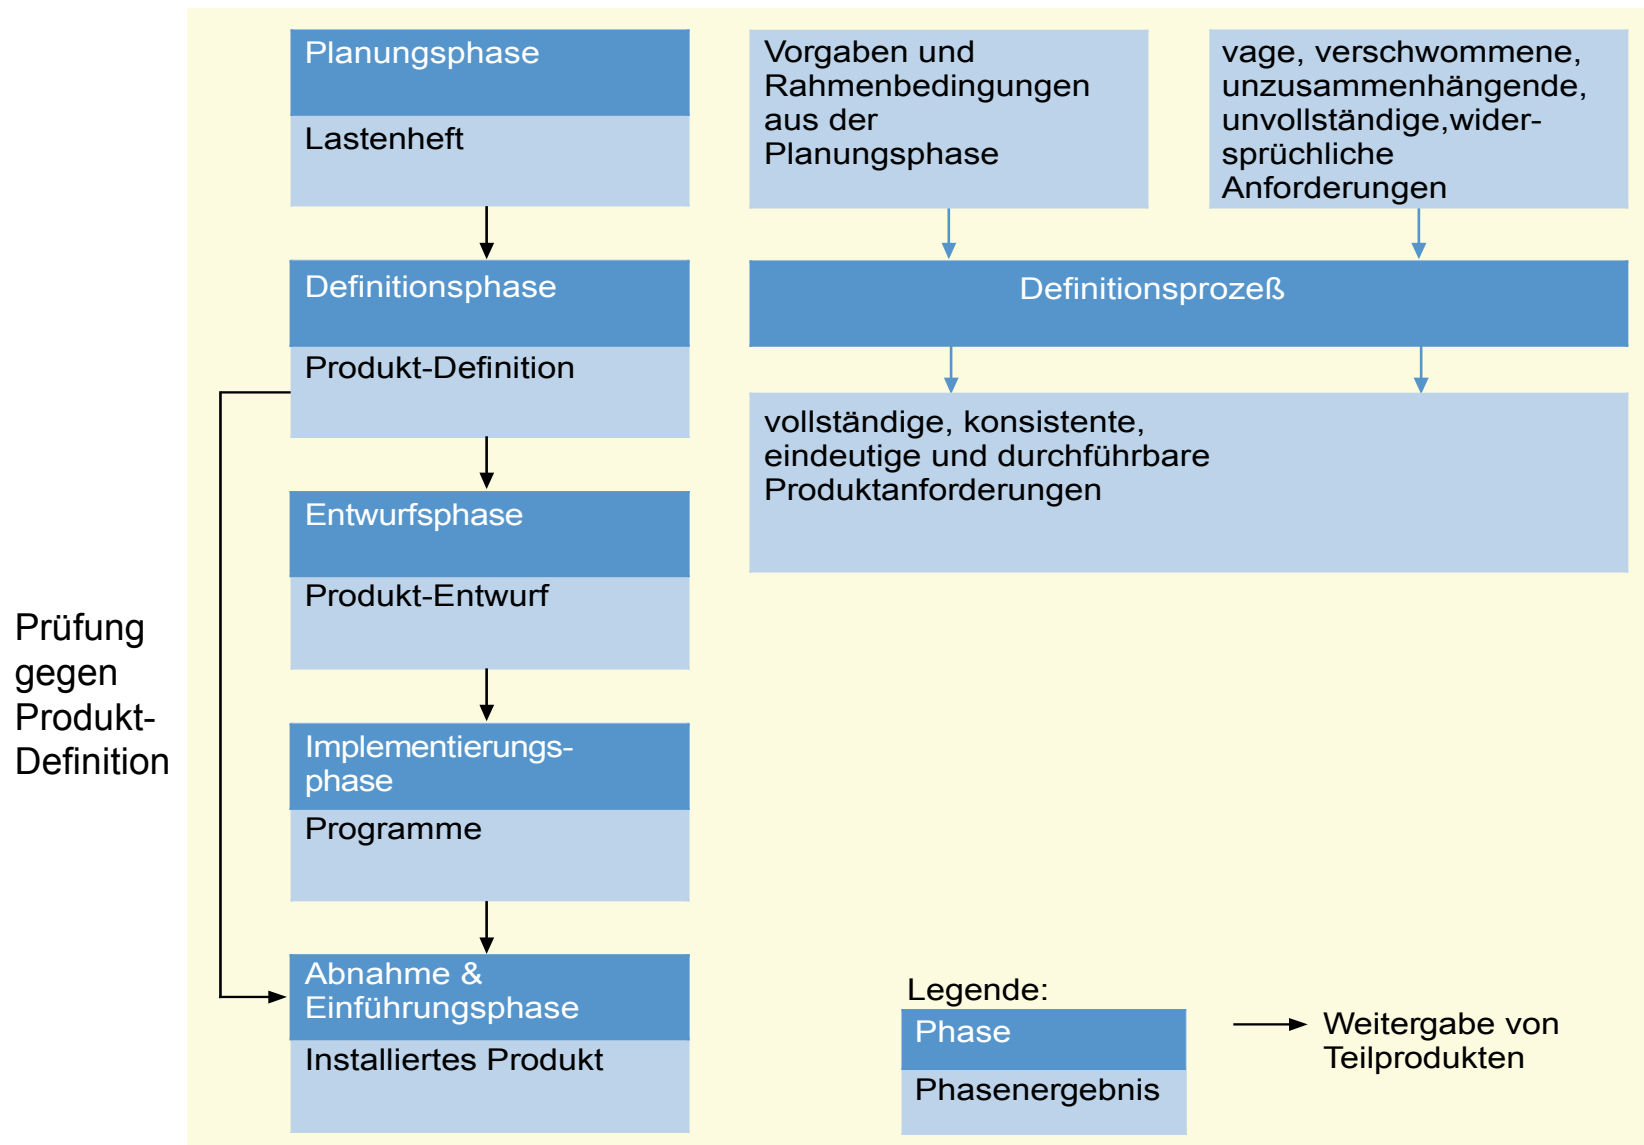 Planungsphase
Lastenheft
Definitionsphase
Produkt-Definition
Entwurfsphase
Produkt-Entwurf
Implementierungs-
phase
Programme
Abnahme &
Einführungsphase
Installiertes Produkt
Prüfung
gegen
Produkt-
Definition
Vorgaben und
Rahmenbedingungen
aus der
Planungsphase
vage, verschwommene,
unzusammenhängende,
unvollständige,wider-
sprüchliche
Anforderungen
Definitionsprozeß
vollständige, konsistente,
eindeutige und durchführbare
Produktanforderungen
Legende:
Phase
Phasenergebnis
Weitergabe von
Teilprodukten